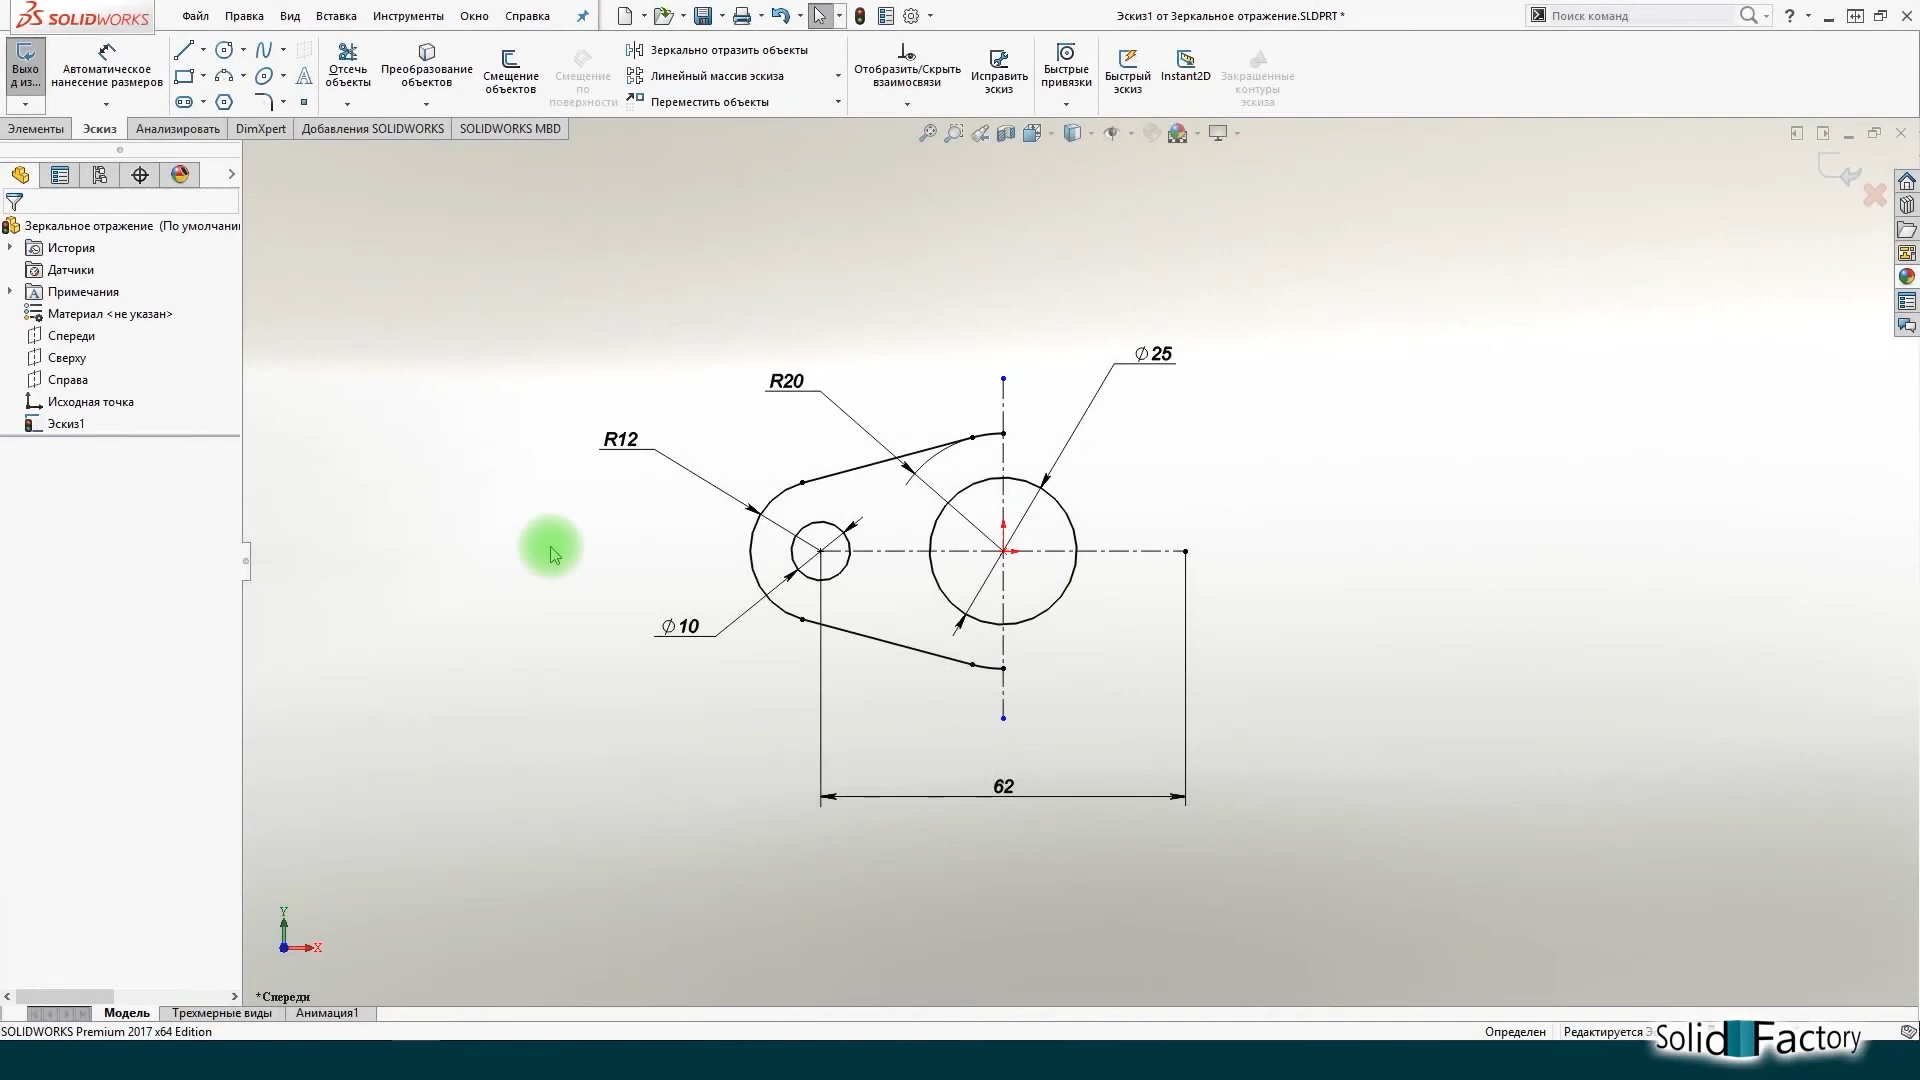 SOLIDWORKS
Файл Правка Вид Вставка Инструменты Окно Справка
Эскиз1 от Зеркальное отражение.SLDPRT *
Поиск команд
Выхо
д из...
Автоматическое
нанесение размеров
Отсечь
объекты
Преобразование
объектов
Смещение
объектов
Смещение
по
поверхности
Зеркально отразить объекты
Линейный массив эскиза
Переместить объекты
Отобразить/Скрыть
взаимосвязи
Исправить
эскиз
Быстрые
привязки
Быстрый
эскиз
Instant2D
Закрашенные
контуры
эскиза
Элементы Эскиз Анализировать DimXpert Добавления SOLIDWORKS SOLIDWORKS MBD
Зеркальное отражение (По умолчани
История
Датчики
Примечания
Материал <не указан>
Спереди
Сверху
Справа
Исходная точка
Эскиз1
∅25
R20
R12
∅10
62
Y
X
*Спереди
Модель Трехмерные виды Анимация1
SOLIDWORKS Premium 2017 x64 Edition
Определен
Редактируется Э
Solid Factory